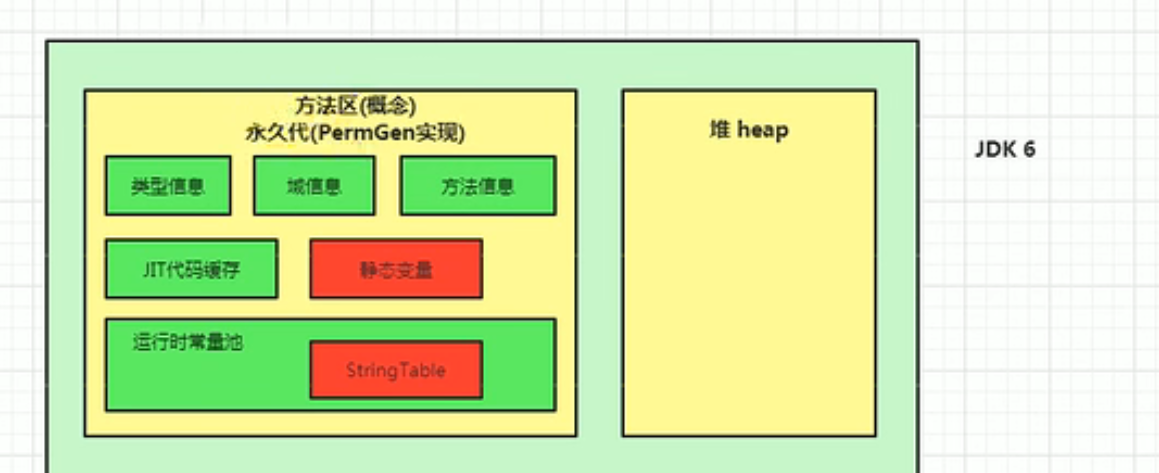 方法区(概念)
永久代(PermGen实现)
堆 heap
JDK 6
类型信息
域信息
方法信息
JIT代码缓存
静态变量
运行时常量池
StringTable